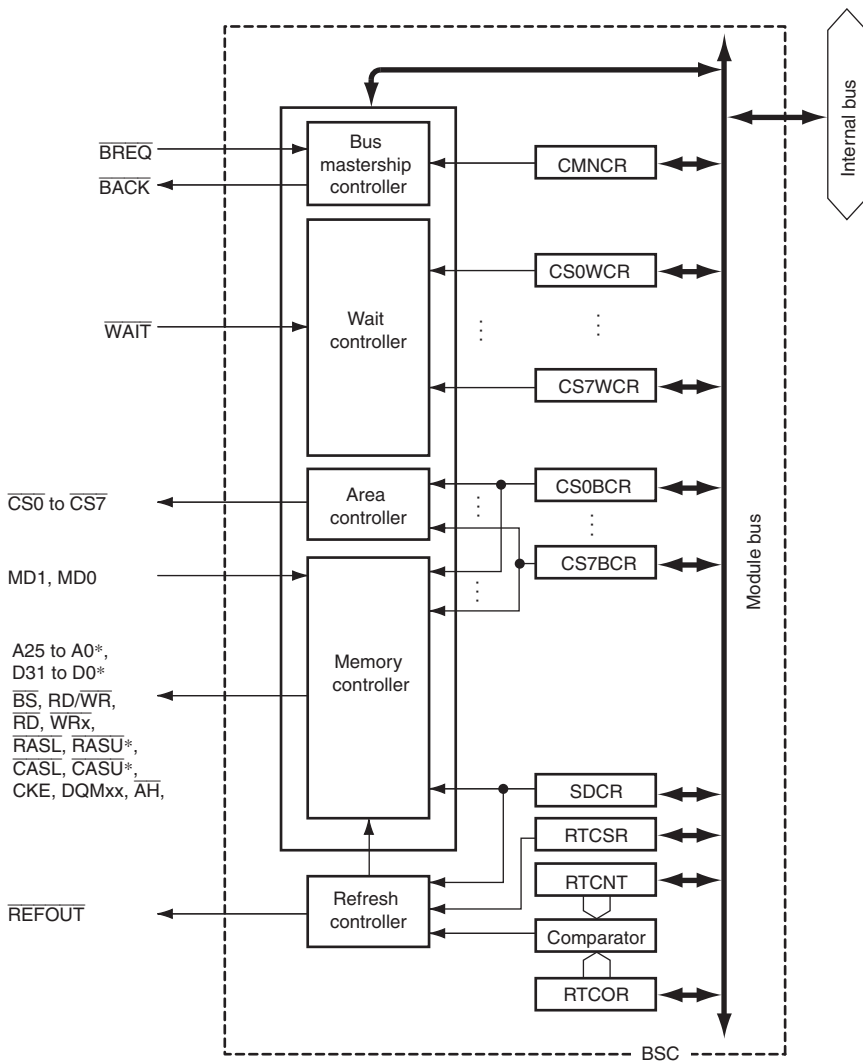 Internal bus
BREQ
Bus
mastership
controller
CMNCR
BACK
CS0WCR
WAIT
Wait
controller
CS7WCR
CS0 to CS7
Area
controller
CS0BCR
CS7BCR
MD1, MD0
Module bus
A25 to A0*,
D31 to D0*
BS, RD/WR,
RD, WRx,
RASL, RASU*,
CASL, CASU*,
CKE, DQMxx, AH,
Memory
controller
SDCR
RTCSR
RTCNT
REFOUT
Refresh
controller
Comparator
RTCOR
BSC